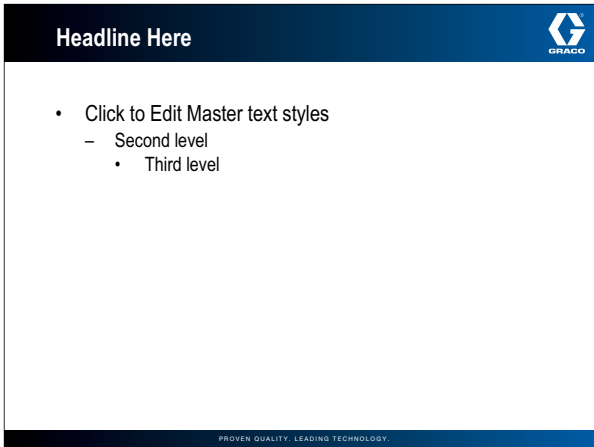 Headline Here
GRACO
• Click to Edit Master text styles
– Second level
• Third level
PROVEN QUALITY. LEADING TECHNOLOGY.